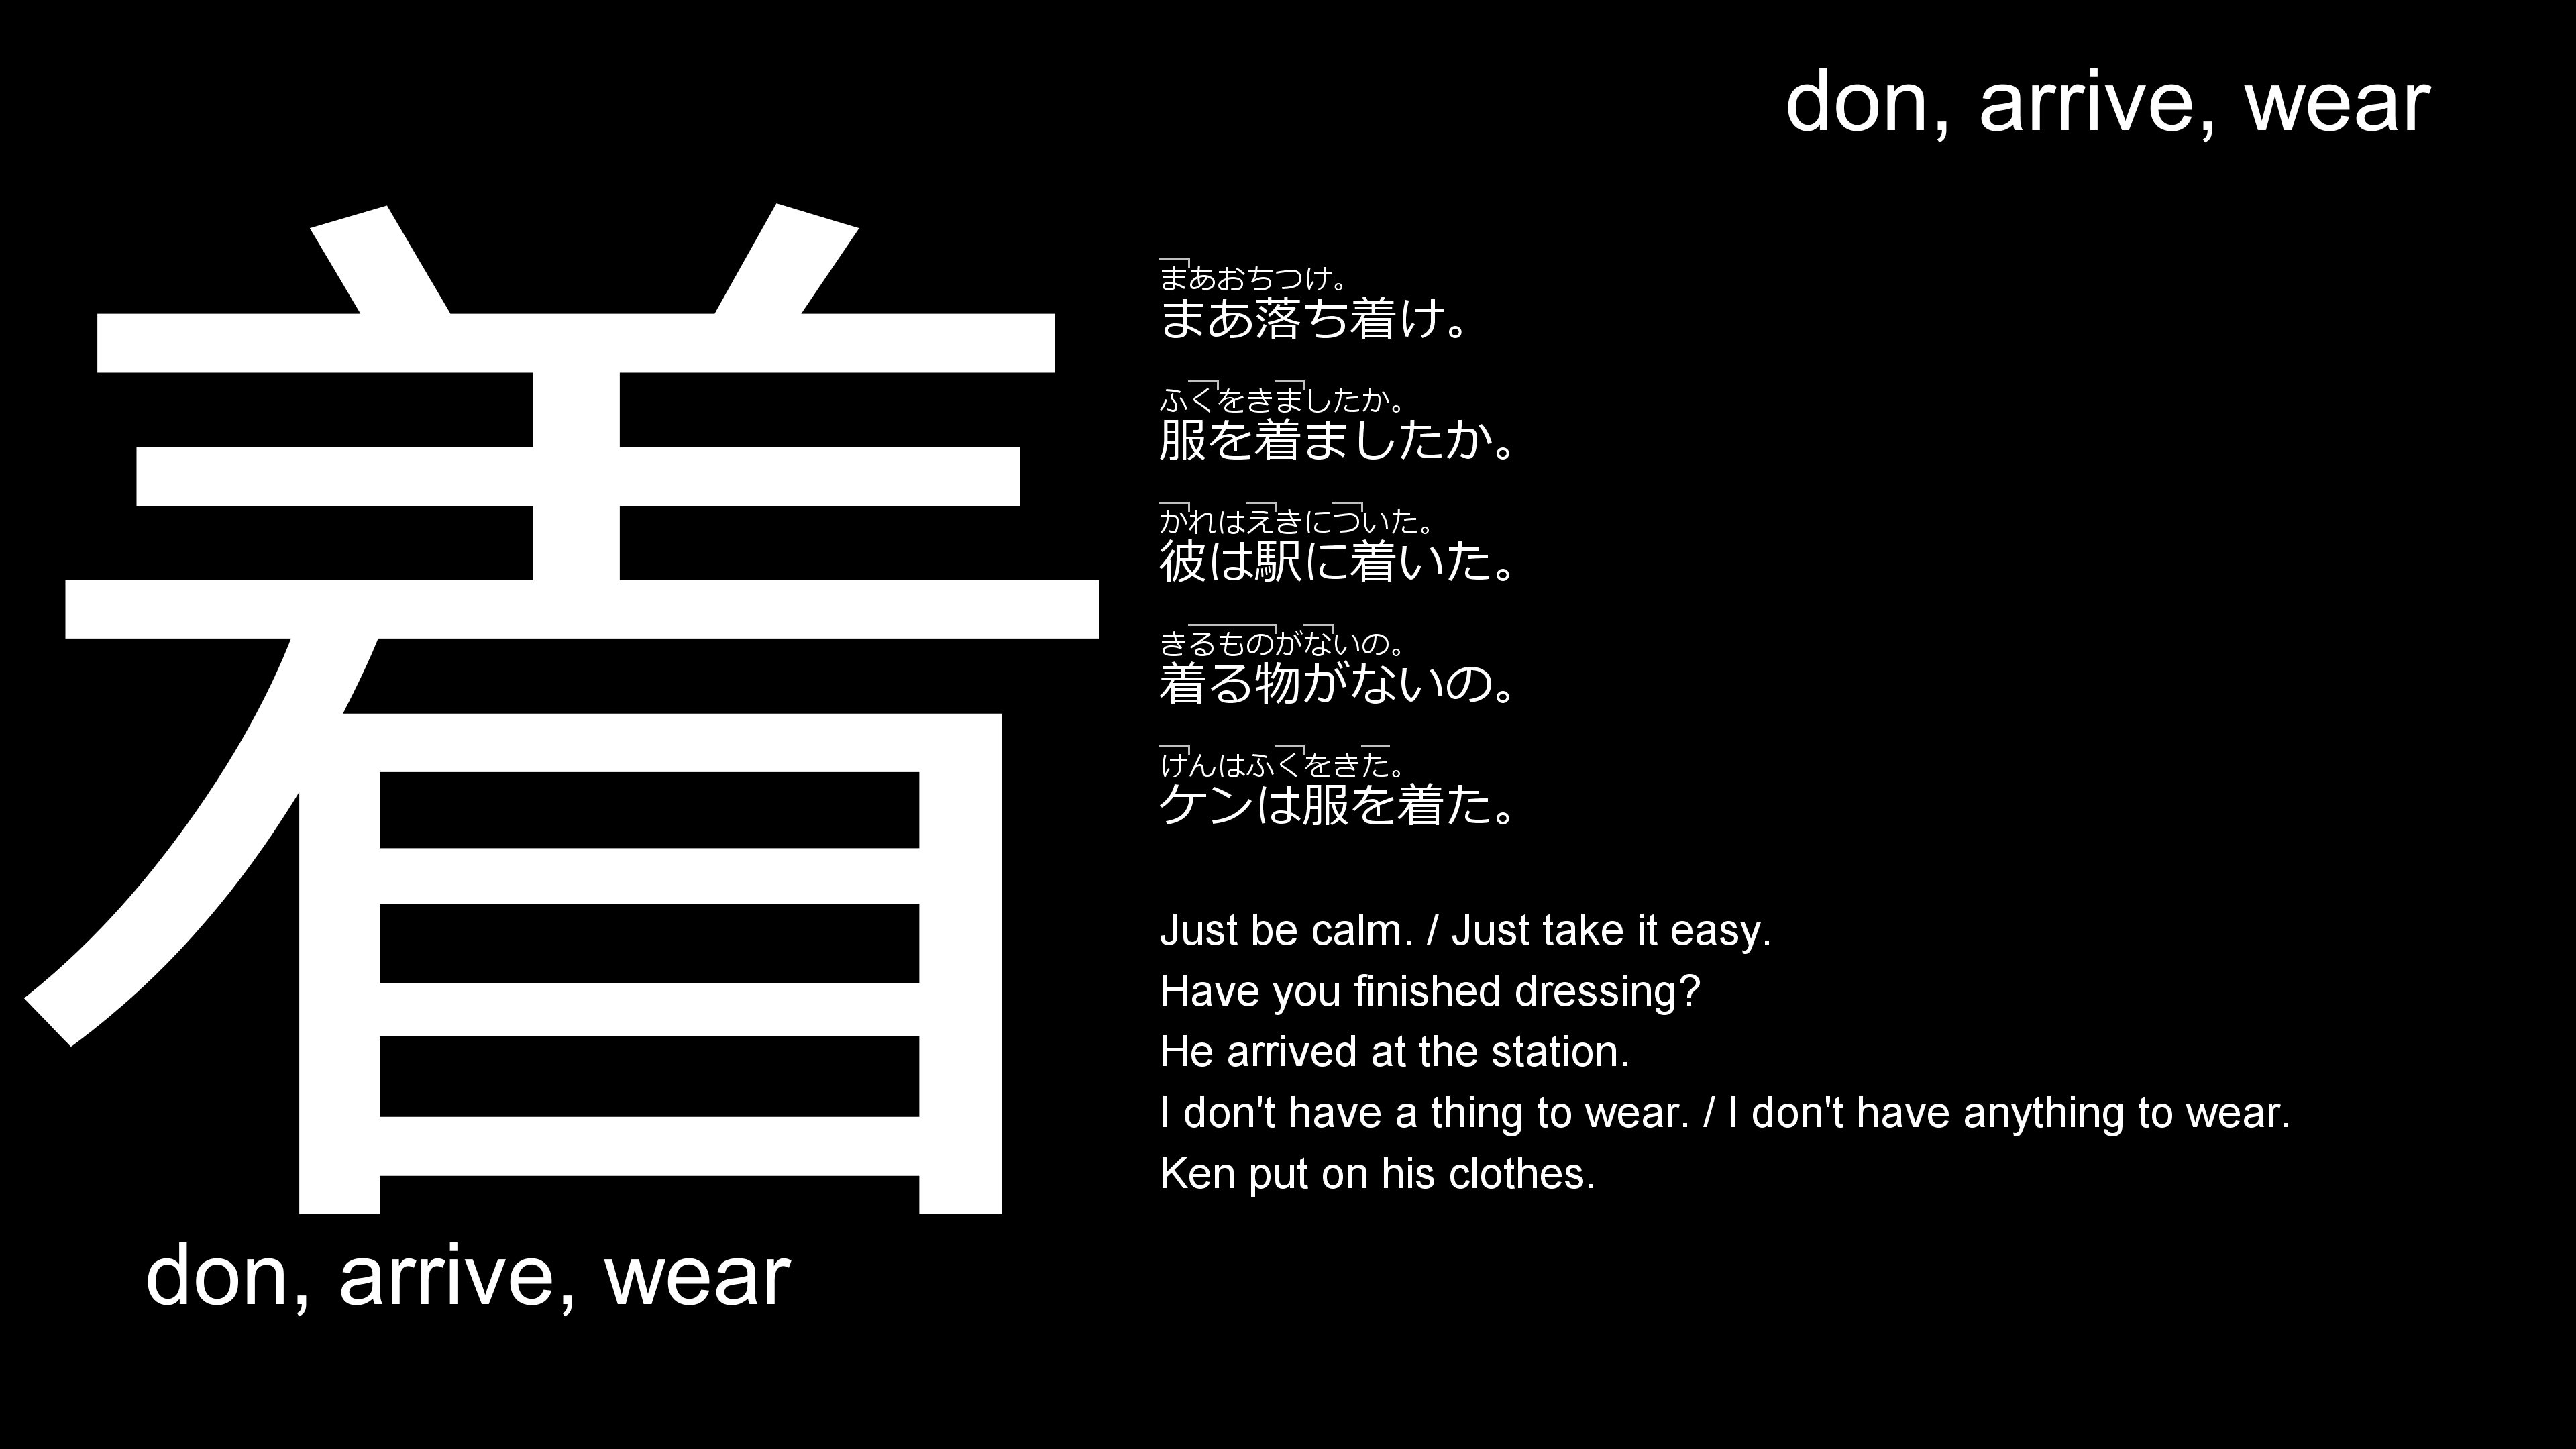 don, arrive, wear
着
don, arrive, wear
まあおちつけ。
まあ落ち着け。
ふくをきましたか。
服を着ましたか。
かれはえきについた。
彼は駅に着いた。
きるものがないの。
着る物がないの。
けんはふくをきた。
ケンは服を着た。
Just be calm. / Just take it easy.
Have you finished dressing?
He arrived at the station.
I don't have a thing to wear. / I don't have anything to wear.
Ken put on his clothes.